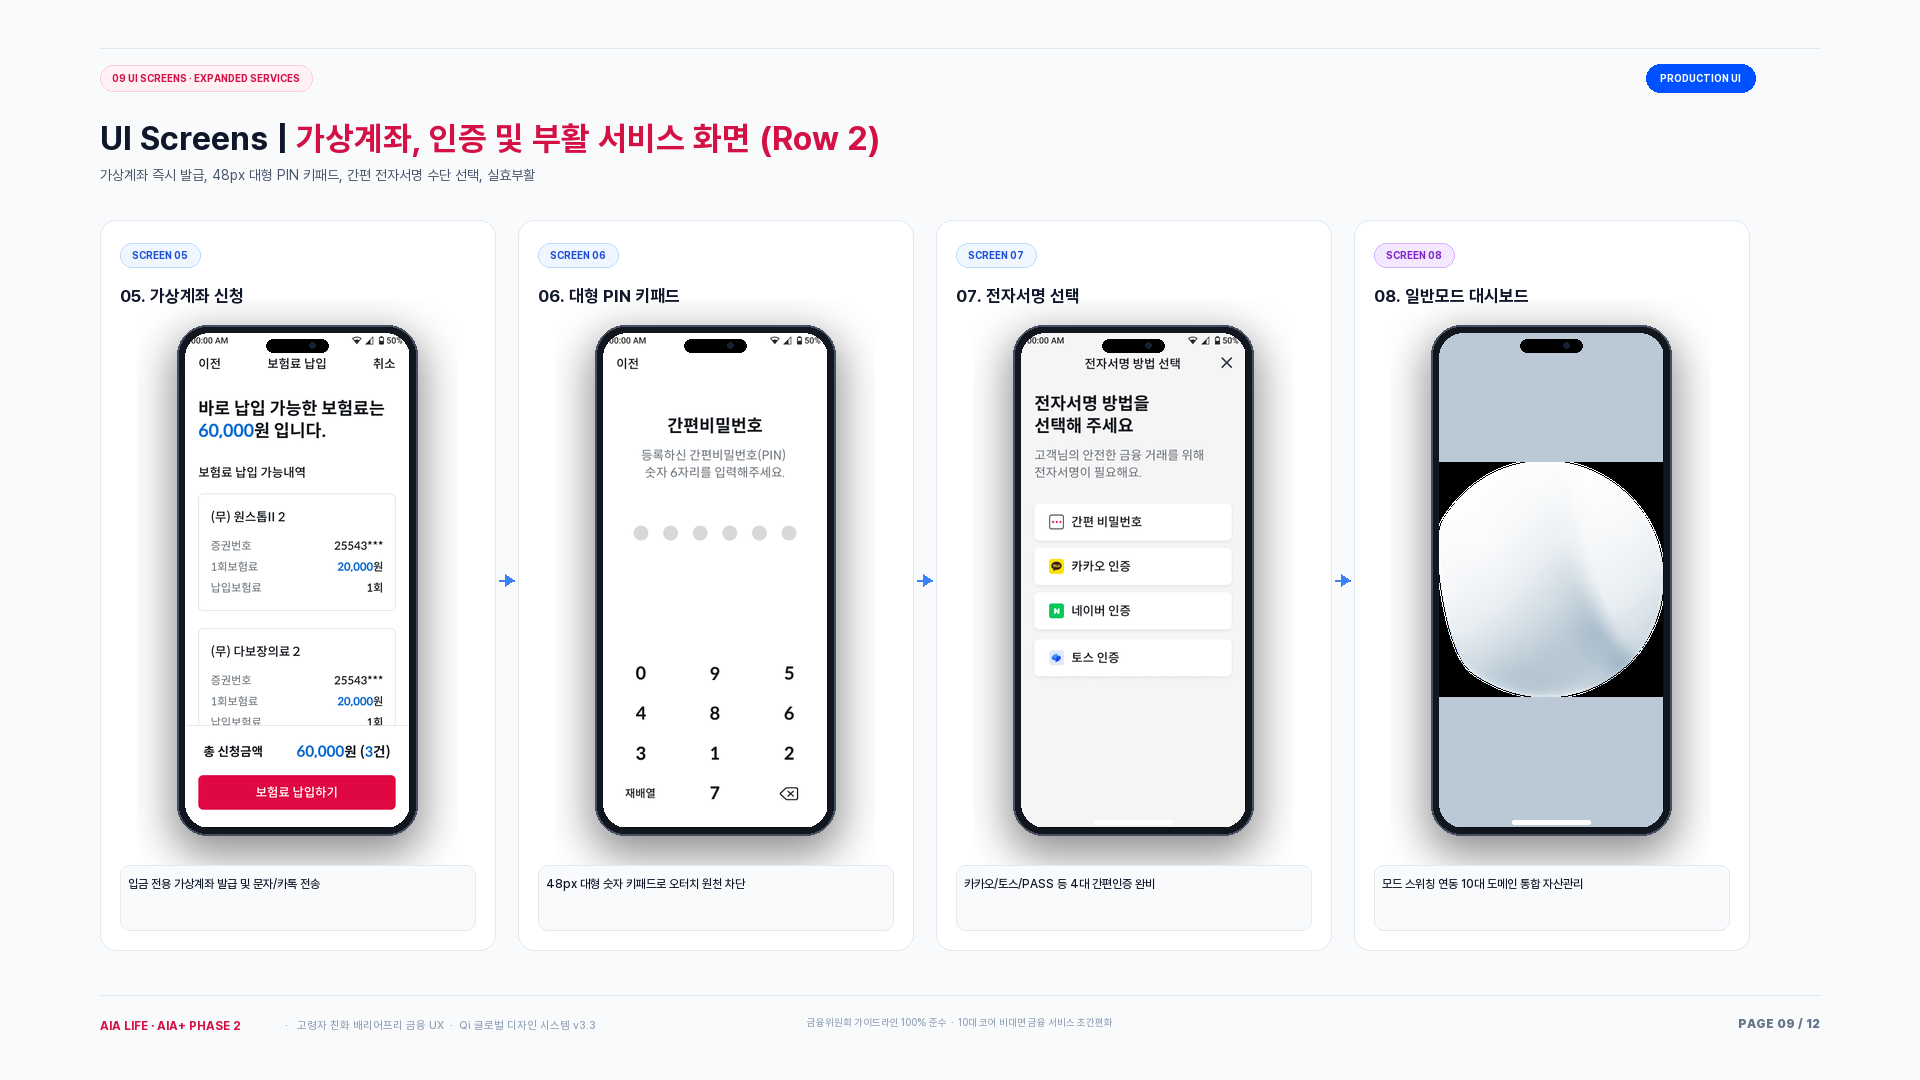 09 UI SCREENS · EXPANDED SERVICES
PRODUCTION UI
UI Screens | 가상계좌, 인증 및 부활 서비스 화면 (Row 2)
가상계좌 즉시 발급, 48px 대형 PIN 키패드, 간편 전자서명 수단 선택, 실효부활
SCREEN 05
05. 가상계좌 신청
00:00 AM
50%
이전 보험료 납입 취소
바로 납입 가능한 보험료는
60,000원 입니다.
보험료 납입 가능내역
(무) 원스톱II 2
증권번호 25543***
1회보험료 20,000원
납입보험료 1회
(무) 다보장의료 2
증권번호 25543***
1회보험료 20,000원
납입보험료 1회
총 신청금액 60,000원 (3건)
보험료 납입하기
입금 전용 가상계좌 발급 및 문자/카톡 전송
SCREEN 06
06. 대형 PIN 키패드
00:00 AM
50%
이전
간편비밀번호
등록하신 간편비밀번호(PIN)
숫자 6자리를 입력해주세요.
0 9 5
4 8 6
3 1 2
재배열 7
48px 대형 숫자 키패드로 오터치 원천 차단
SCREEN 07
07. 전자서명 선택
00:00 AM
50%
전자서명 방법 선택
전자서명 방법을
선택해 주세요
고객님의 안전한 금융 거래를 위해
전자서명이 필요해요.
간편 비밀번호
카카오 인증
네이버 인증
토스 인증
카카오/토스/PASS 등 4대 간편인증 완비
SCREEN 08
08. 일반모드 대시보드
모드 스위칭 연동 10대 도메인 통합 자산관리
AIA LIFE · AIA+ PHASE 2 · 고령자 친화 배리어프리 금융 UX · Qi 글로벌 디자인 시스템 v3.3
금융위원회 가이드라인 100% 준수 · 10대 코어 비대면 금융 서비스 초간편화
PAGE 09 / 12